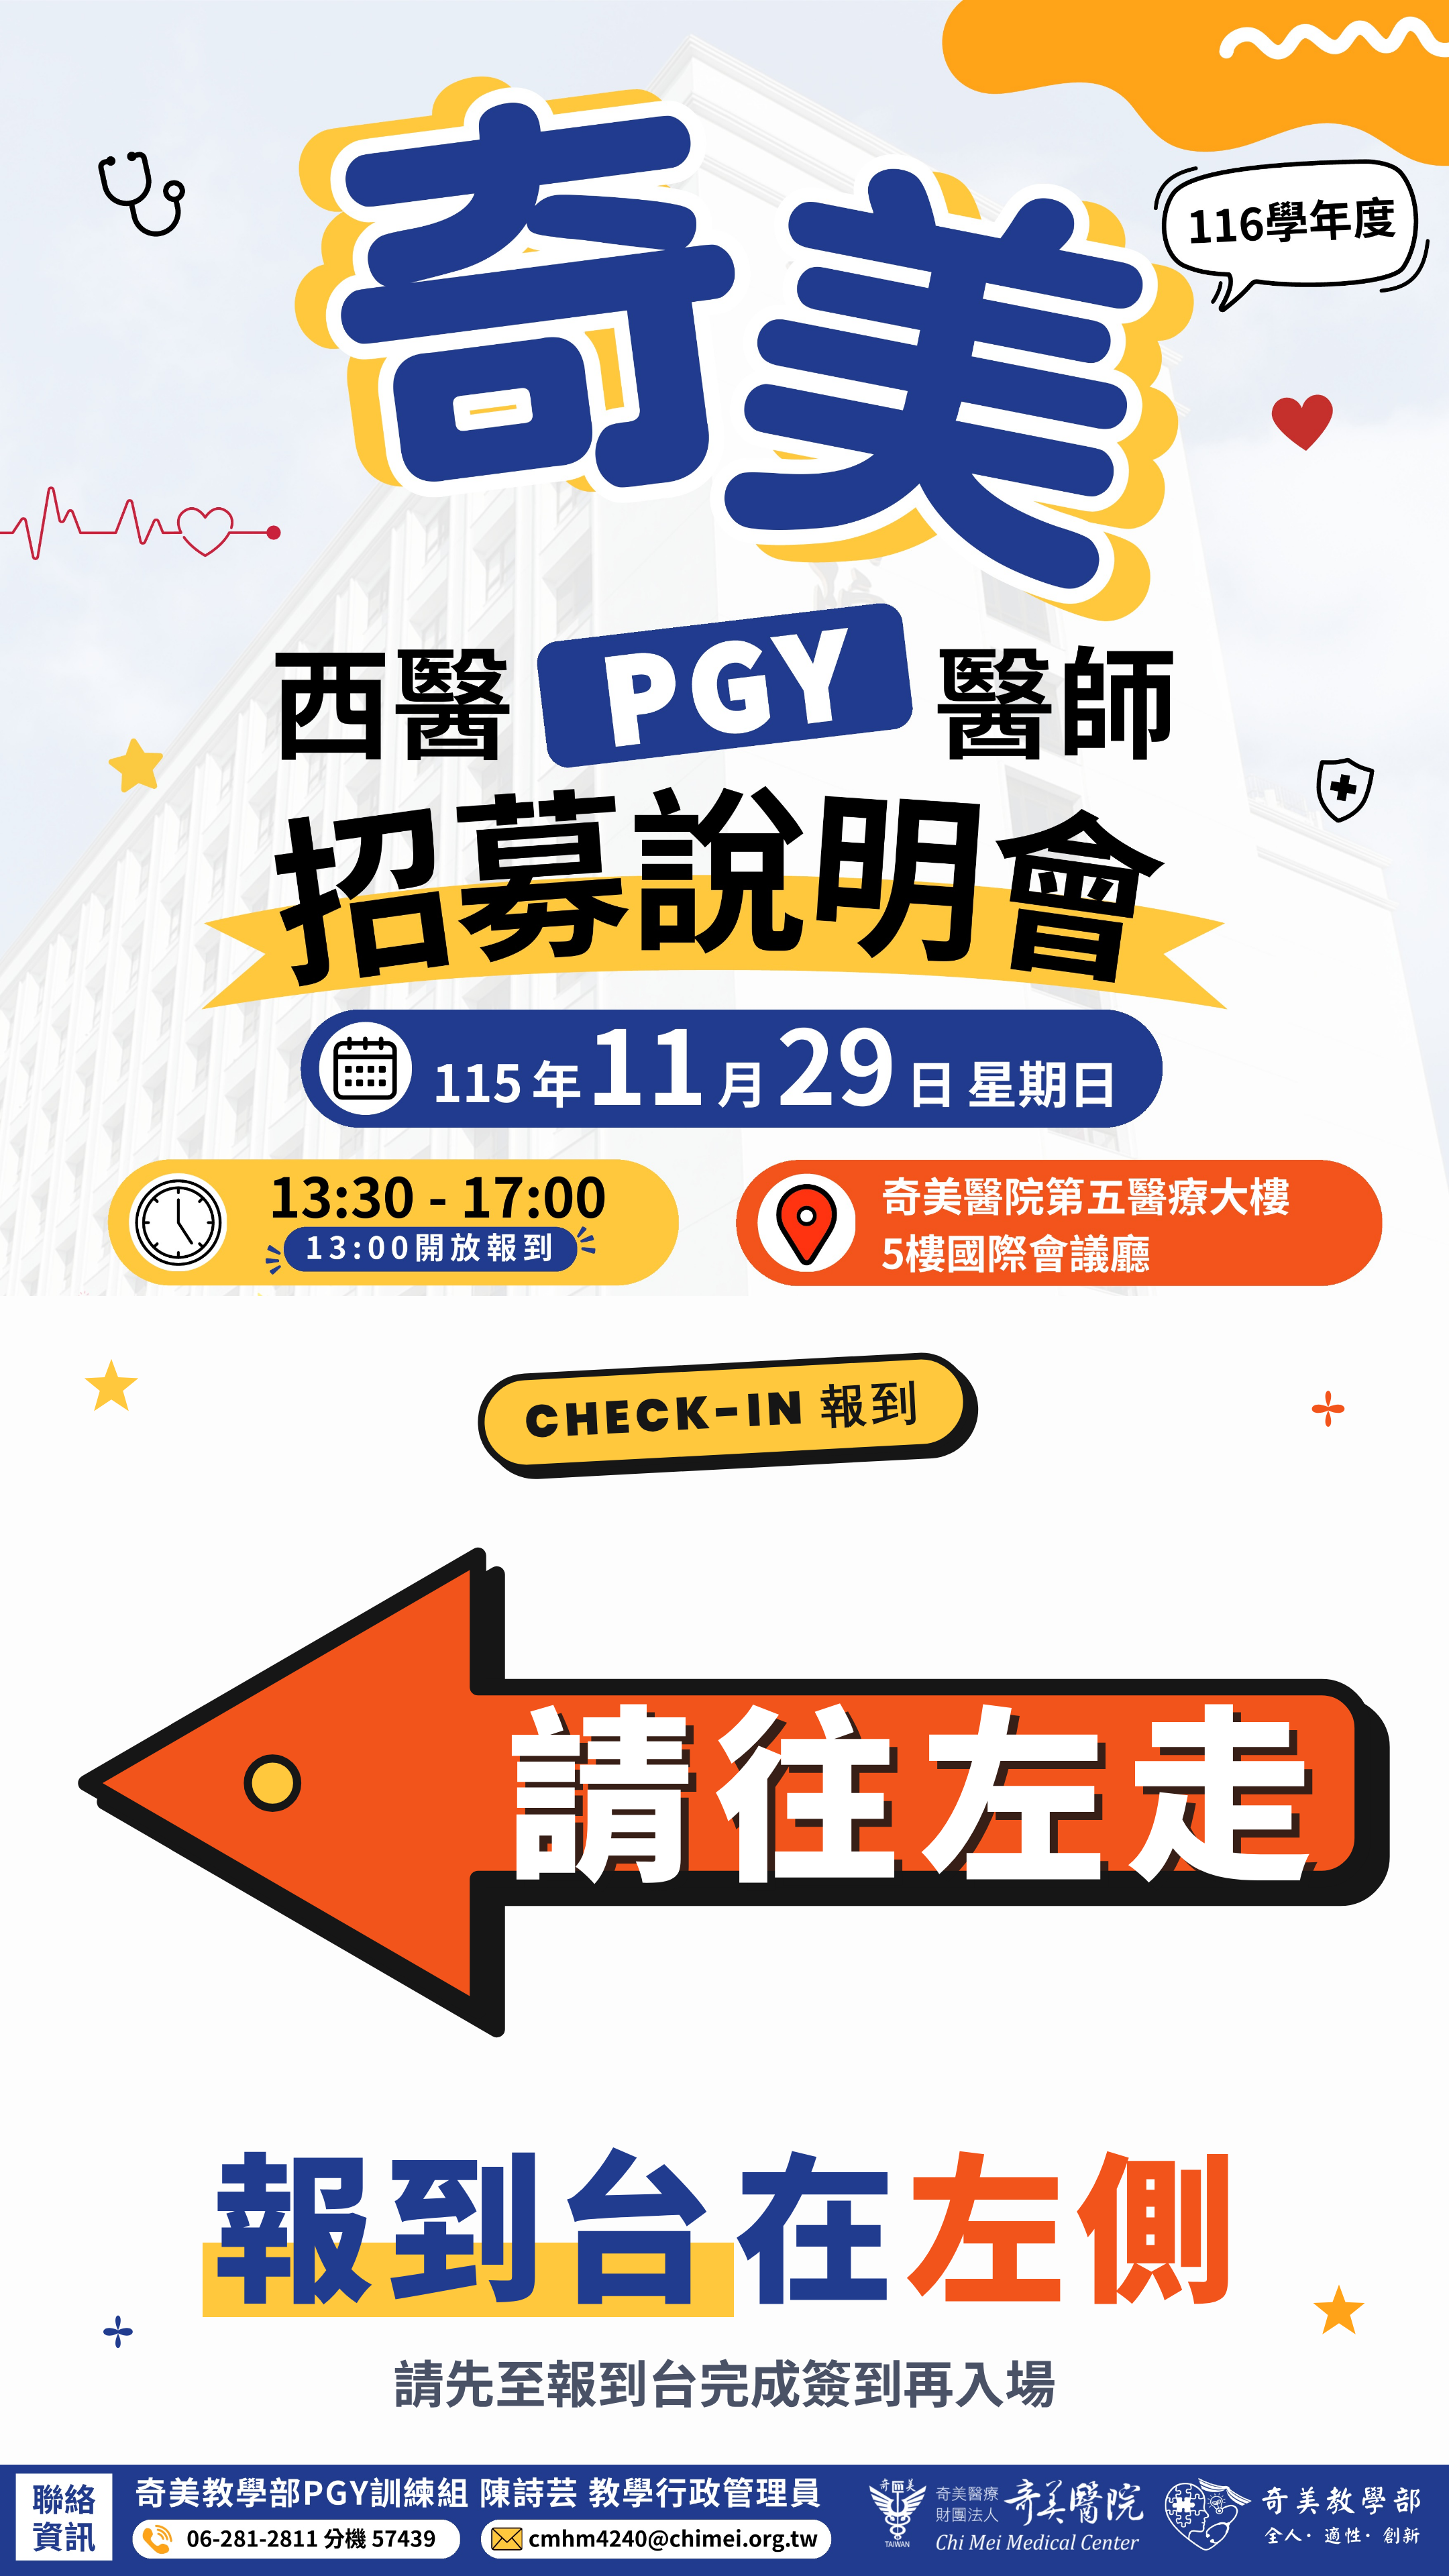 116學年度
奇美
西醫 PGY 醫師
招募說明會
115 年 11 月 29 日 星期日
13:30 - 17:00
13:00開放報到
奇美醫院第五醫療大樓
5樓國際會議廳
CHECK-IN 報到
請往左走
報到台在左側
請先至報到台完成簽到再入場
聯絡
資訊
奇美教學部PGY訓練組 陳詩芸 教學行政管理員
06-281-2811 分機 57439
cmhm4240@chimei.org.tw
奇美
TAIWAN
奇美醫療
財團法人
奇美醫院
Chi Mei Medical Center
奇美教學部
全人· 適性· 創新